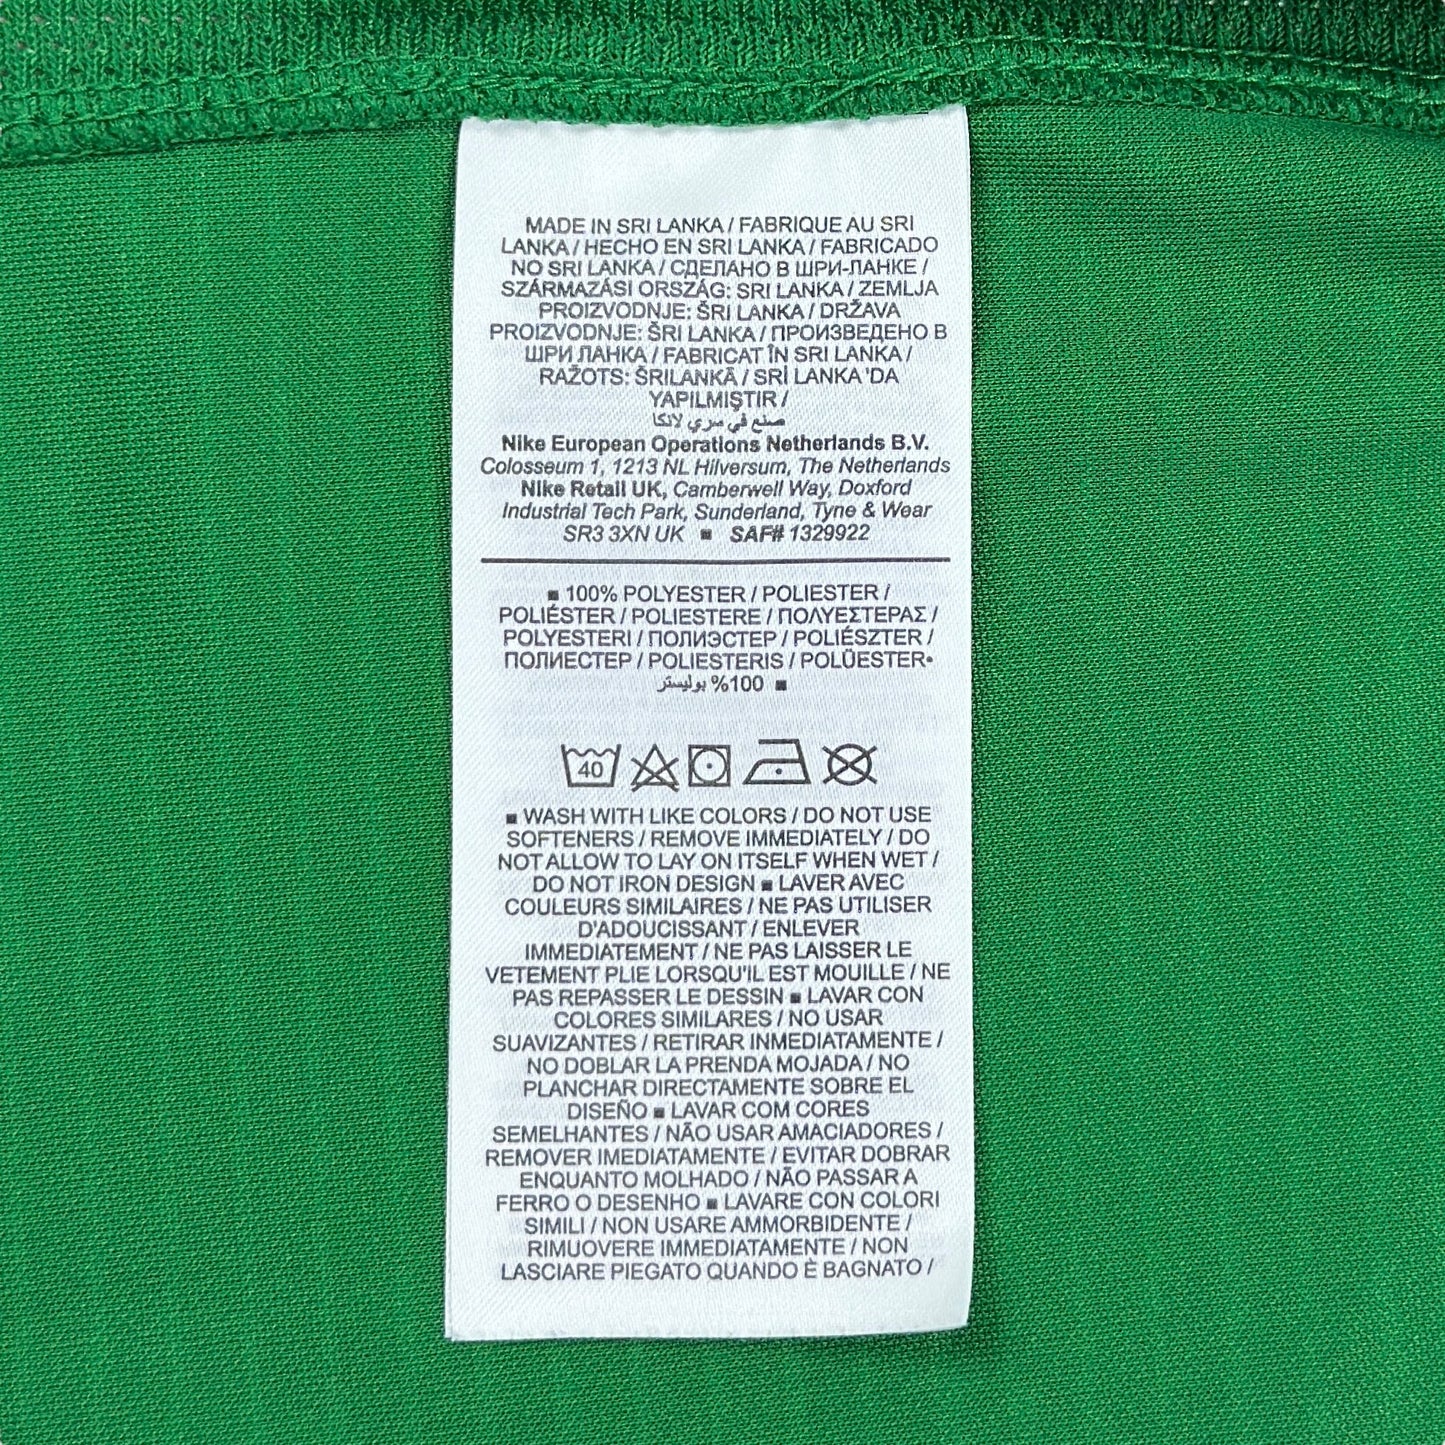 MADE IN SRI LANKA / FABRIQUE AU SRI
LANKA / HECHO EN SRI LANKA / FABRICADO
NO SRI LANKA / СДЕЛАНО В ШРИ-ЛАНКЕ /
SZÁRMAZÁSI ORSZÁG: SRI LANKA / ZEMLJA
PROIZVODNJE: ŠRI LANKA / DRŽAVA
PROIZVODNJE: ŠRI LANKA / ПРОИЗВЕДЕНО В
ШРИ ЛАНКА / FABRICAT ÎN SRI LANKA /
RAŽOTS: ŠRILANKĀ / SRİ LANKA 'DA
YAPILMIŞTIR /
صنع في سري لانكا
Nike European Operations Netherlands B.V.
Colosseum 1, 1213 NL Hilversum, The Netherlands
Nike Retail UK, Camberwell Way, Doxford
Industrial Tech Park, Sunderland, Tyne & Wear
SR3 3XN UK ■ SAF# 1329922
■ 100% POLYESTER / POLIESTER /
POLIÉSTER / POLIESTERE / ΠΟΛΥΕΣΤΕΡΑΣ /
POLYESTERI / ПОЛИЭСТЕР / POLIÉSZTER /
ПОЛИЕСТЕР / POLIESTERIS / POLÜESTER•
■ 100% بوليستر
40
■ WASH WITH LIKE COLORS / DO NOT USE
SOFTENERS / REMOVE IMMEDIATELY / DO
NOT ALLOW TO LAY ON ITSELF WHEN WET /
DO NOT IRON DESIGN ■ LAVER AVEC
COULEURS SIMILAIRES / NE PAS UTILISER
D'ADOUCISSANT / ENLEVER
IMMEDIATEMENT / NE PAS LAISSER LE
VETEMENT PLIE LORSQU'IL EST MOUILLE / NE
PAS REPASSER LE DESSIN ■ LAVAR CON
COLORES SIMILARES / NO USAR
SUAVIZANTES / RETIRAR INMEDIATAMENTE /
NO DOBLAR LA PRENDA MOJADA / NO
PLANCHAR DIRECTAMENTE SOBRE EL
DISEÑO ■ LAVAR COM CORES
SEMELHANTES / NÃO USAR AMACIADORES /
REMOVER IMEDIATAMENTE / EVITAR DOBRAR
ENQUANTO MOLHADO / NÃO PASSAR A
FERRO O DESENHO ■ LAVARE CON COLORI
SIMILI / NON USARE AMMORBIDENTE /
RIMUOVERE IMMEDIATAMENTE / NON
LASCIARE PIEGATO QUANDO È BAGNATO /